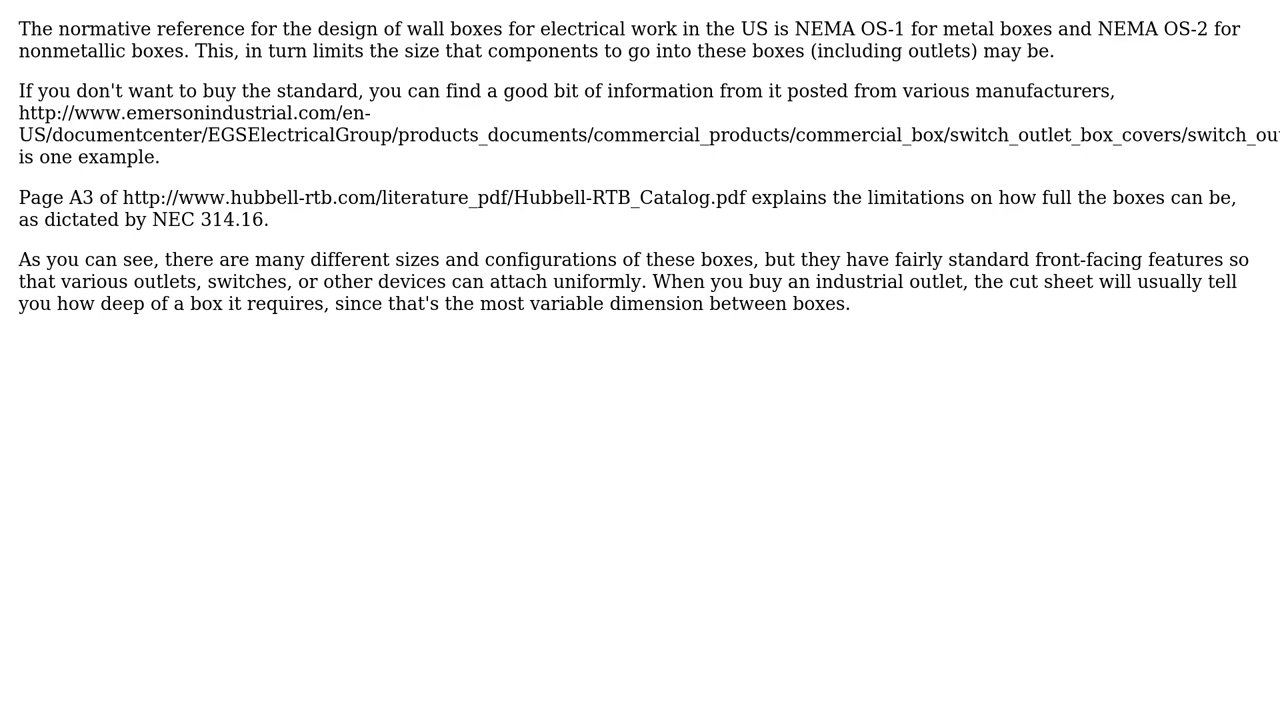 The normative reference for the design of wall boxes for electrical work in the US is NEMA OS-1 for metal boxes and NEMA OS-2 for
nonmetallic boxes. This, in turn limits the size that components to go into these boxes (including outlets) may be.
If you don't want to buy the standard, you can find a good bit of information from it posted from various manufacturers,
http://www.emersonindustrial.com/en-
US/documentcenter/EGSElectricalGroup/products_documents/commercial_products/commercial_box/switch_outlet_box_covers/switch_ou
is one example.
Page A3 of http://www.hubbell-rtb.com/literature_pdf/Hubbell-RTB_Catalog.pdf explains the limitations on how full the boxes can be,
as dictated by NEC 314.16.
As you can see, there are many different sizes and configurations of these boxes, but they have fairly standard front-facing features so
that various outlets, switches, or other devices can attach uniformly. When you buy an industrial outlet, the cut sheet will usually tell
you how deep of a box it requires, since that's the most variable dimension between boxes.